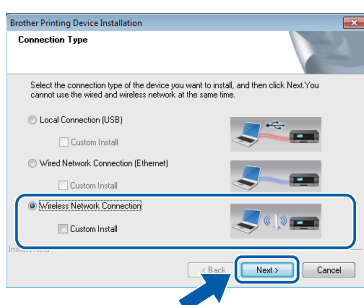 Brother Printing Device Installation
Connection Type
Select the connection type of the device you want to install, and then click Next.You
cannot use the wired and wireless network at the same time.
Local Connection (USB)
Custom Install
Wired Network Connection (Ethernet)
Custom Install
Wireless Network Connection
Custom Install
< Back
Next >
Cancel